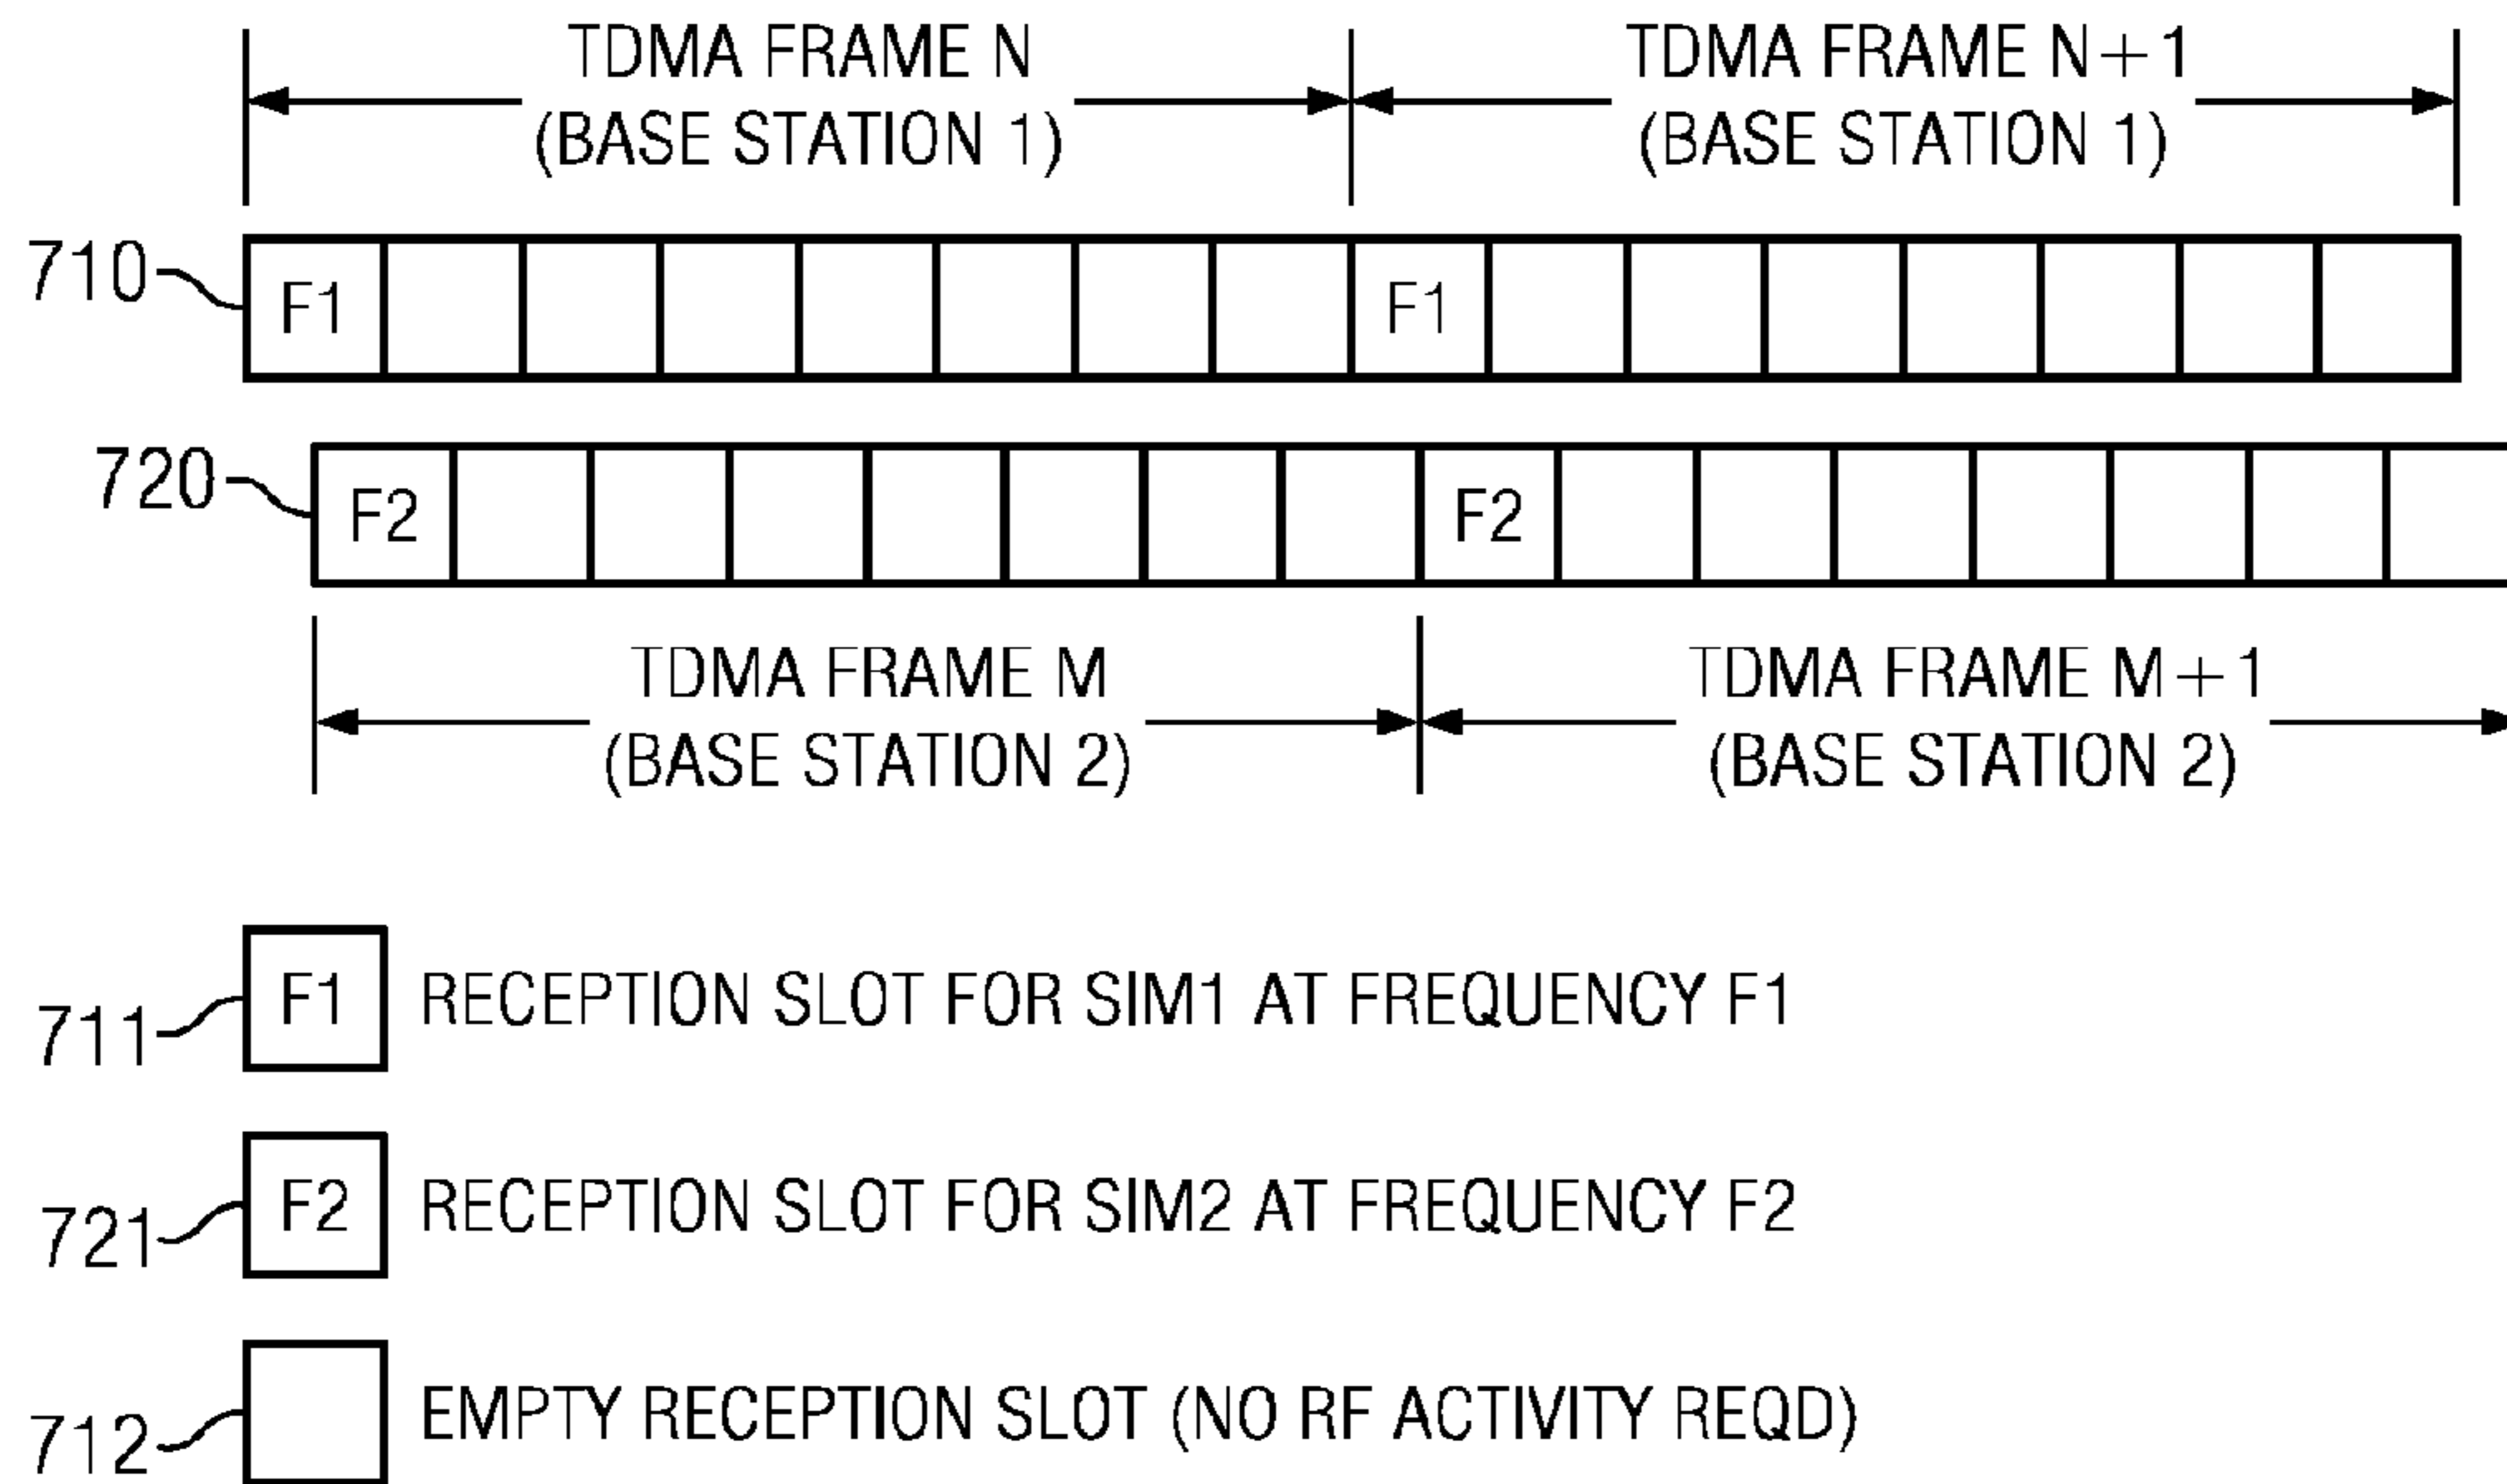 TDMA FRAME N
(BASE STATION 1)
TDMA FRAME N+1
(BASE STATION 1)
710
F1
F1
720
F2
F2
TDMA FRAME M
(BASE STATION 2)
TDMA FRAME M+1
(BASE STATION 2)
711
F1
RECEPTION SLOT FOR SIM1 AT FREQUENCY F1
721
F2
RECEPTION SLOT FOR SIM2 AT FREQUENCY F2
712
EMPTY RECEPTION SLOT (NO RF ACTIVITY REQD)